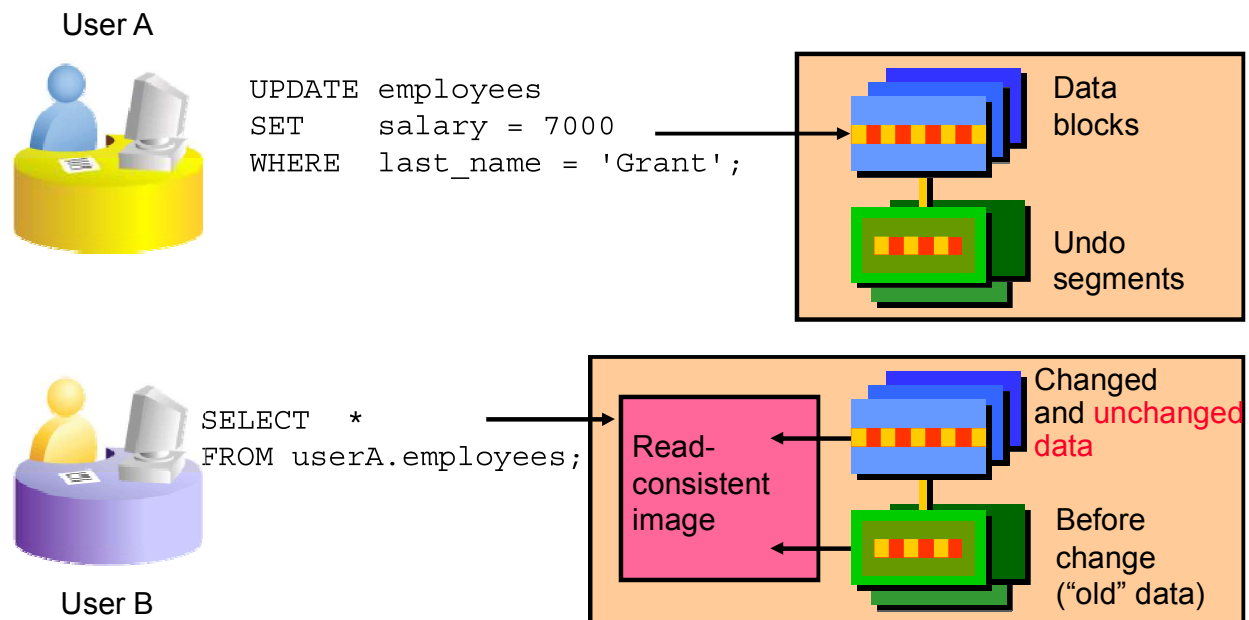 User A
UPDATE employees
SET salary = 7000
WHERE last_name = 'Grant';
Data
blocks
Undo
segments
SELECT *
FROM userA.employees;
Read-
consistent
image
Changed
and unchanged
data
Before
change
(“old” data)
User B